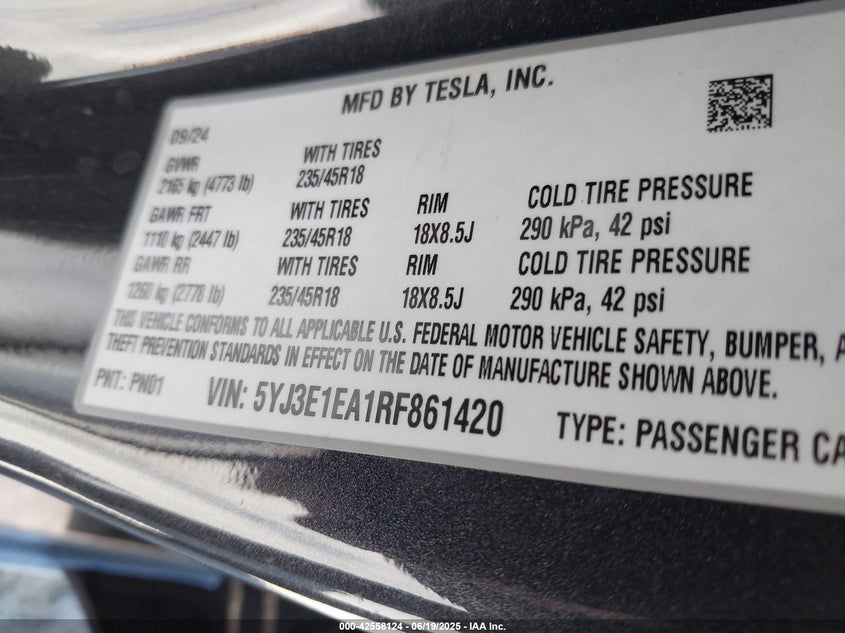 MFD BY TESLA, INC.
09/24
GVWR
2165 kg (4773 lb)
WITH TIRES
235/45R18
GAWR FRT
1110 kg (2447 lb)
WITH TIRES
235/45R18
RIM
18X8.5J
COLD TIRE PRESSURE
290 kPa, 42 psi
GAWR RR
1260 kg (2778 lb)
WITH TIRES
235/45R18
RIM
18X8.5J
COLD TIRE PRESSURE
290 kPa, 42 psi
THIS VEHICLE CONFORMS TO ALL APPLICABLE U.S. FEDERAL MOTOR VEHICLE SAFETY, BUMPER, A
THEFT PREVENTION STANDARDS IN EFFECT ON THE DATE OF MANUFACTURE SHOWN ABOVE.
PNT: PN01
VIN: 5YJ3E1EA1RF861420
TYPE: PASSENGER CA
000-42558124 - 06/19/2025 - IAA Inc.